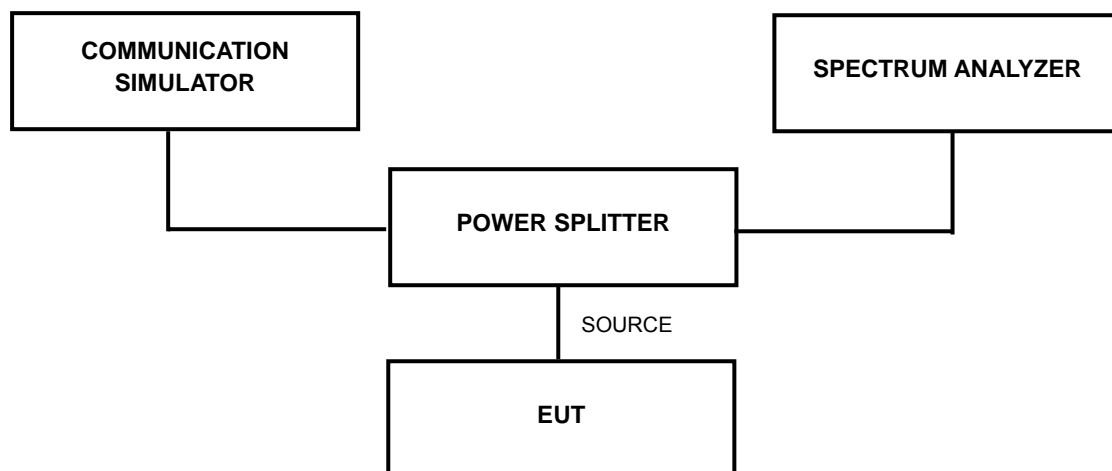 COMMUNICATION
SIMULATOR
SPECTRUM ANALYZER
POWER SPLITTER
SOURCE
EUT